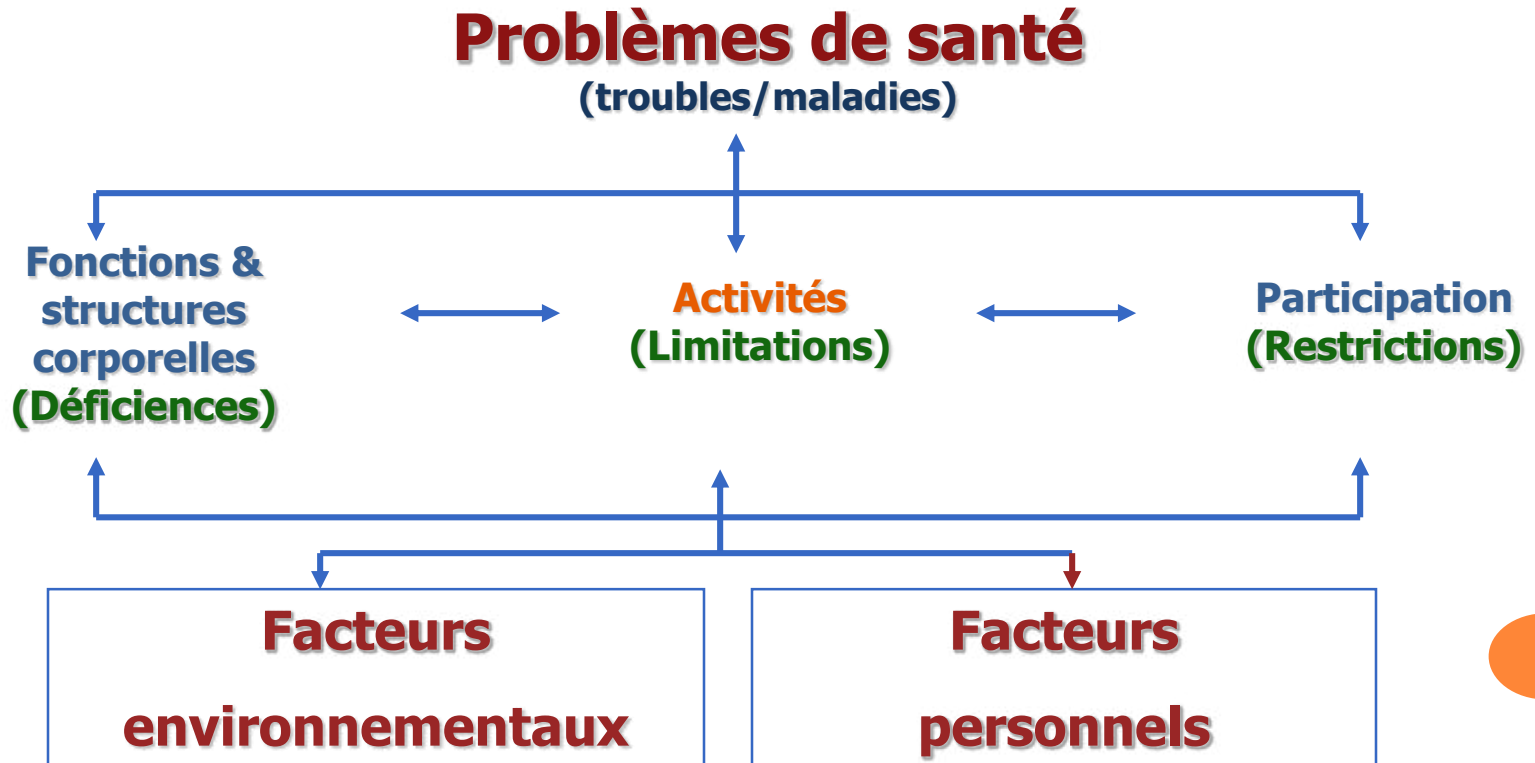 Problèmes de santé
(troubles/maladies)
Fonctions &
structures
corporelles
(Déficiences)
Activités
(Limitations)
Participation
(Restrictions)
Facteurs
environnementaux
Facteurs
personnels